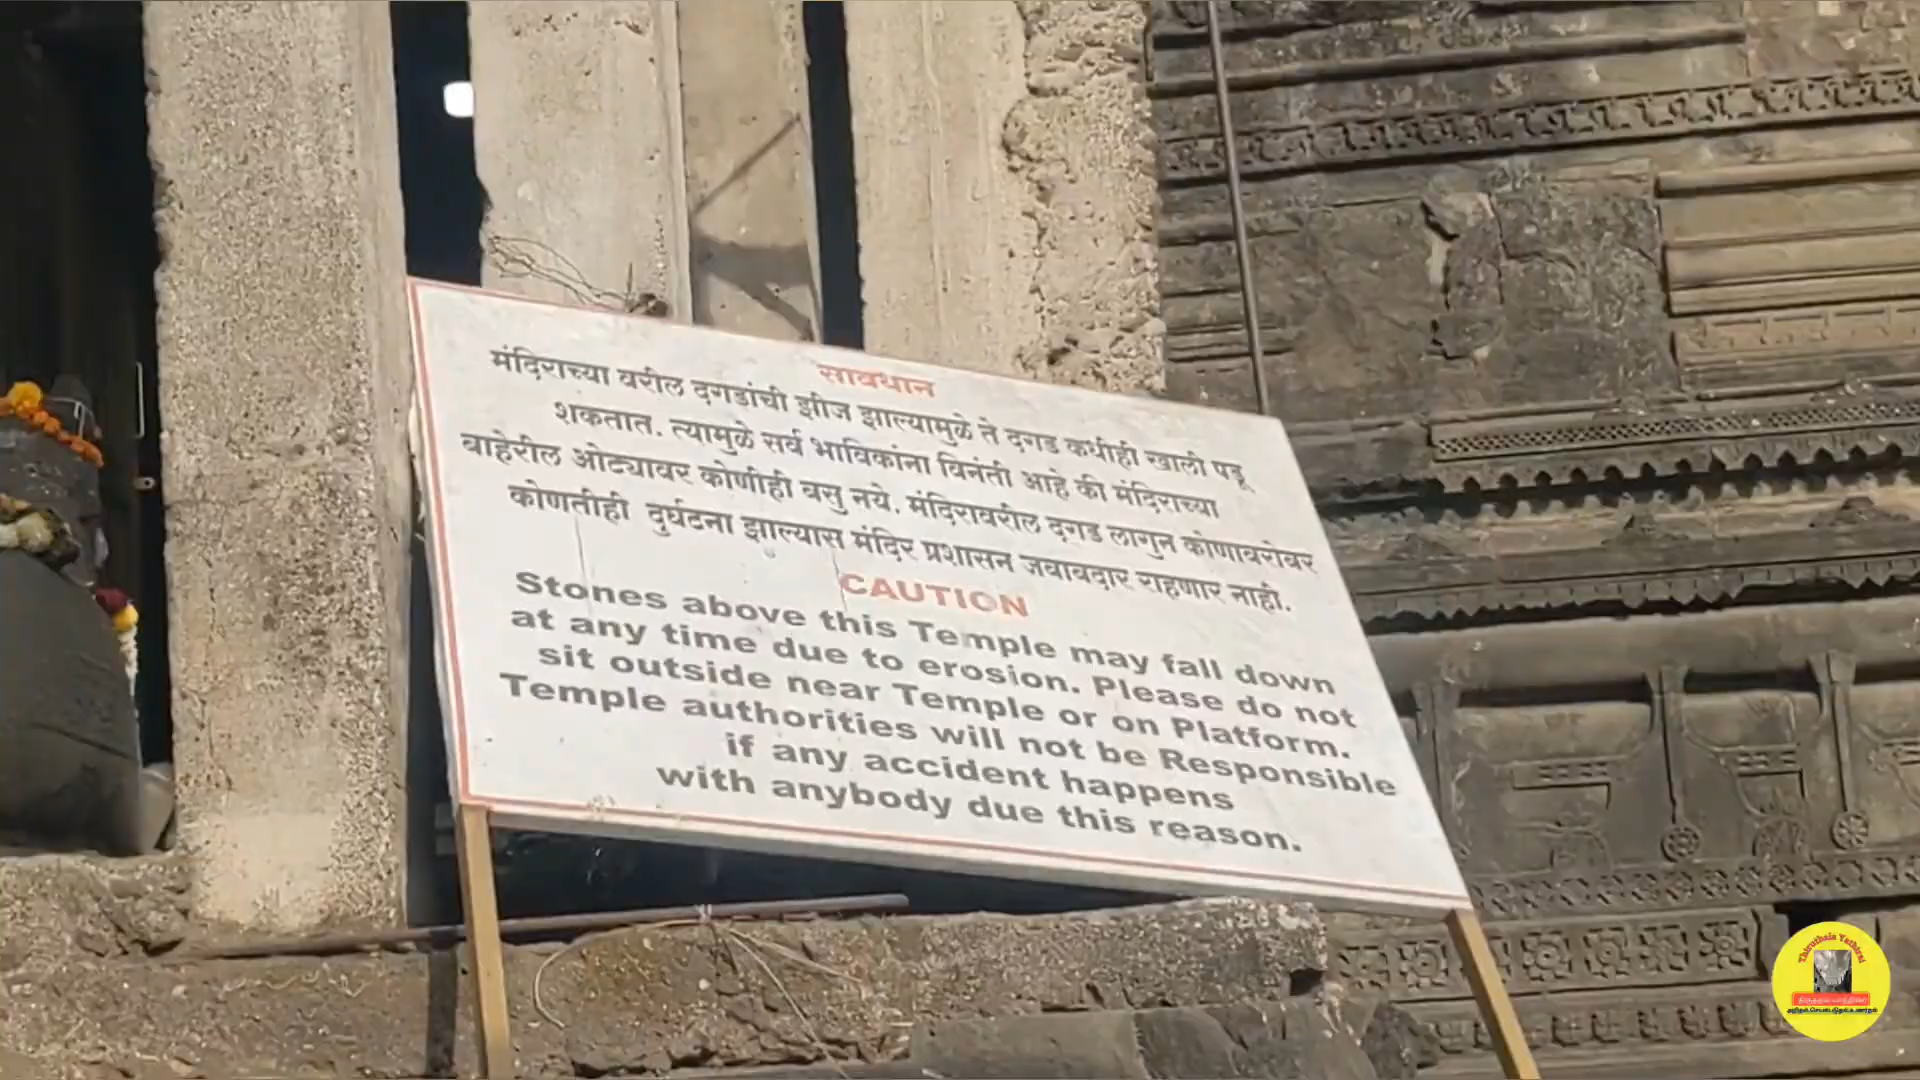 सावधान
मंदिराच्या वरील दगडांची झीज झाल्यामुळे ते दगड कधीही खाली पडू
शकतात. त्यामुळे सर्व भाविकांना विनंती आहे की मंदिराच्या
बाहेरील ओट्यावर कोणीही बसु नये. मंदिरावरील दगड लागुन कोणाबरोबर
कोणतीही दुर्घटना झाल्यास मंदिर प्रशासन जवाबदार राहणार नाही.
CAUTION
Stones above this Temple may fall down
at any time due to erosion. Please do not
sit outside near Temple or on Platform.
Temple authorities will not be Responsible
if any accident happens
with anybody due this reason.